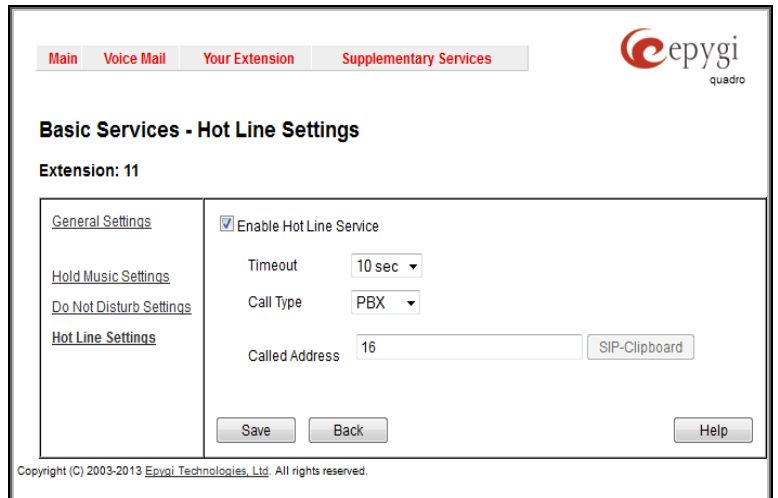 Main Voice Mail Your Extension Supplementary Services
epygi
quadro
Basic Services - Hot Line Settings
Extension: 11
General Settings
Hold Music Settings
Do Not Disturb Settings
Hot Line Settings
Enable Hot Line Service
Timeout 10 sec
Call Type PBX
Called Address 16 SIP-Clipboard
Save Back Help
Copyright (C) 2003-2013 Epygi Technologies, Ltd. All rights reserved.